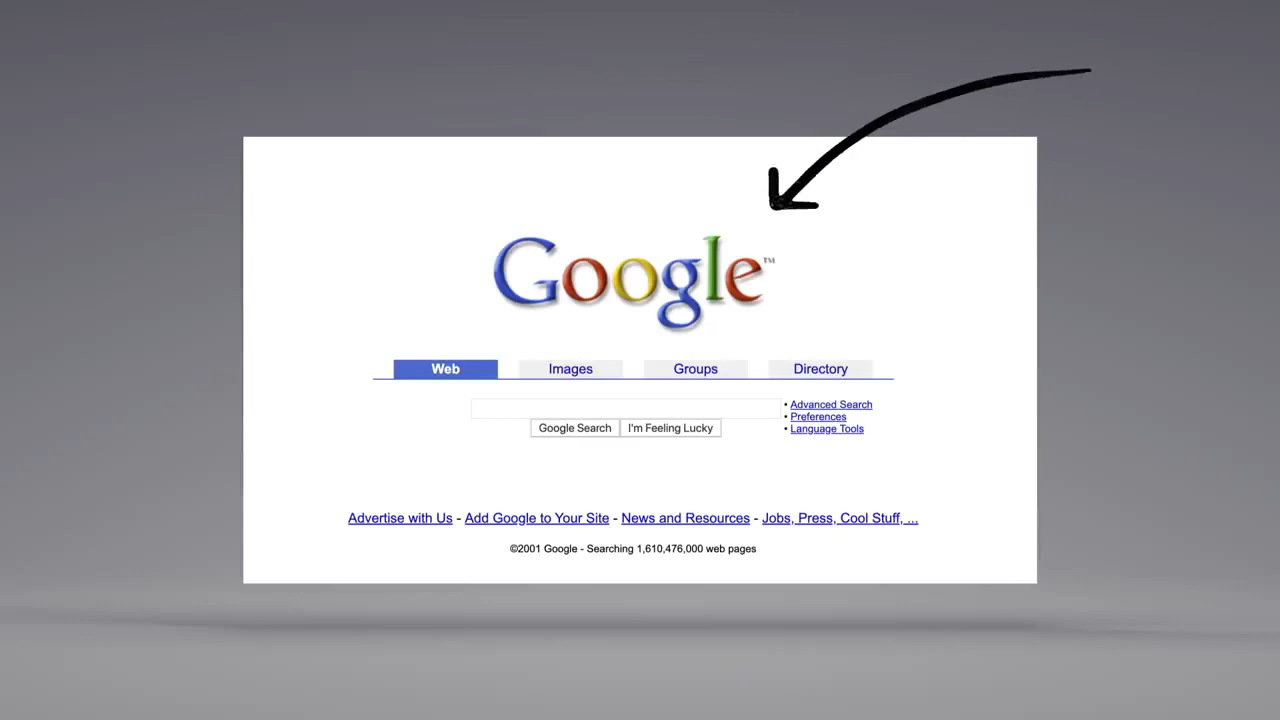 Google™
Web Images Groups Directory
• Advanced Search
• Preferences
• Language Tools
Google Search I'm Feeling Lucky
Advertise with Us - Add Google to Your Site - News and Resources - Jobs, Press, Cool Stuff, ...
©2001 Google - Searching 1,610,476,000 web pages